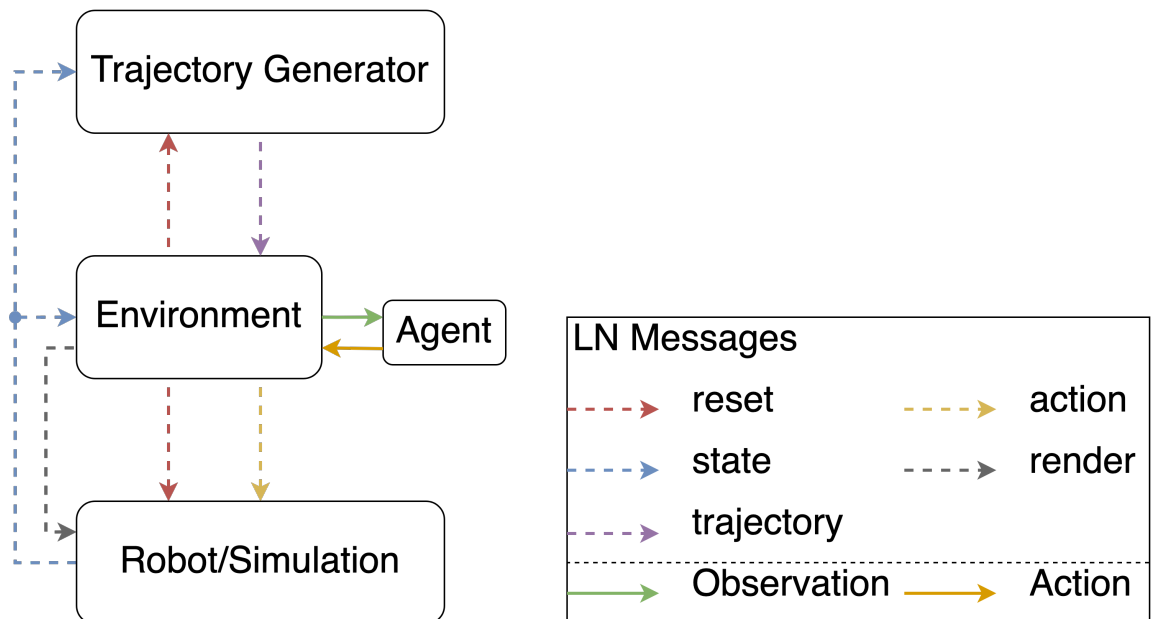 Trajectory Generator
Environment
Agent
Robot/Simulation
LN Messages
reset action
state render
trajectory
Observation Action